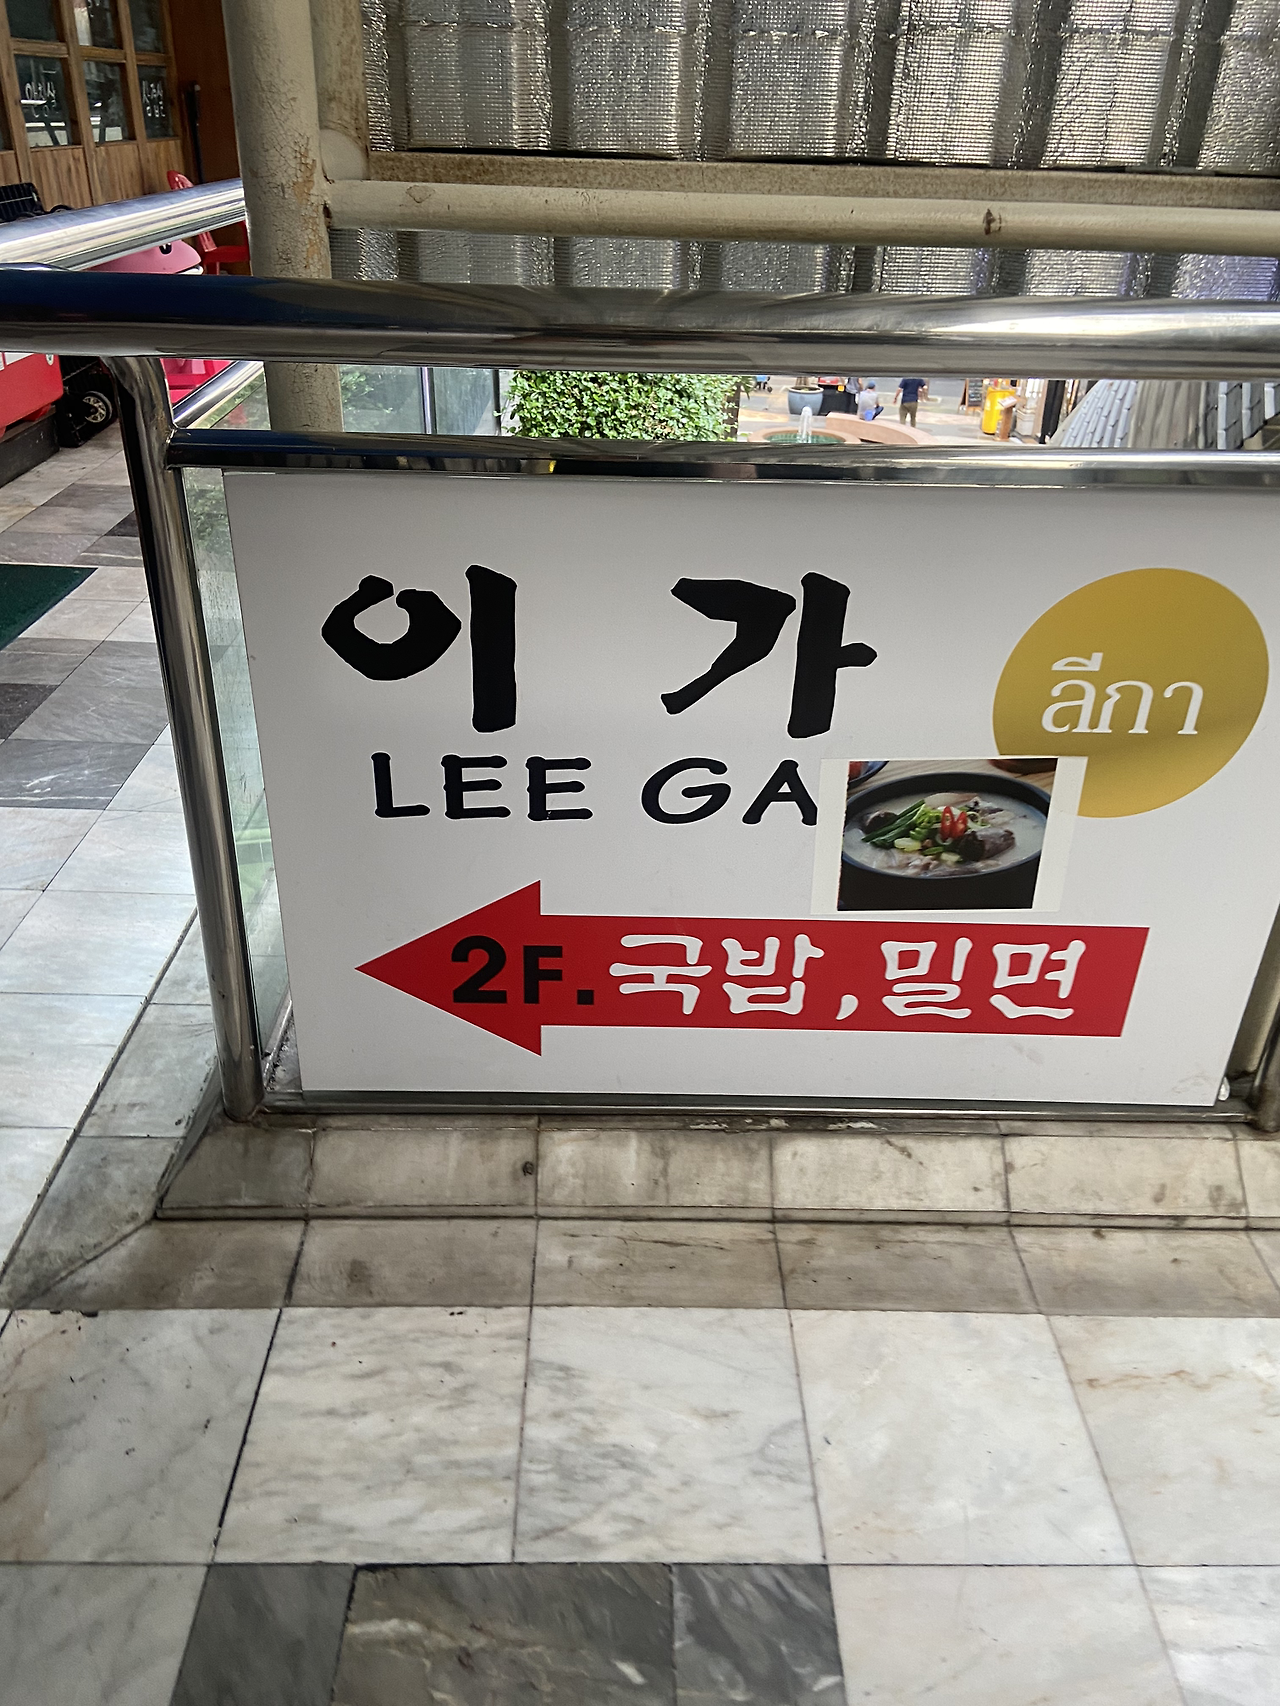 이 가
ลีกา
LEE GA
2F. 국밥, 밀면